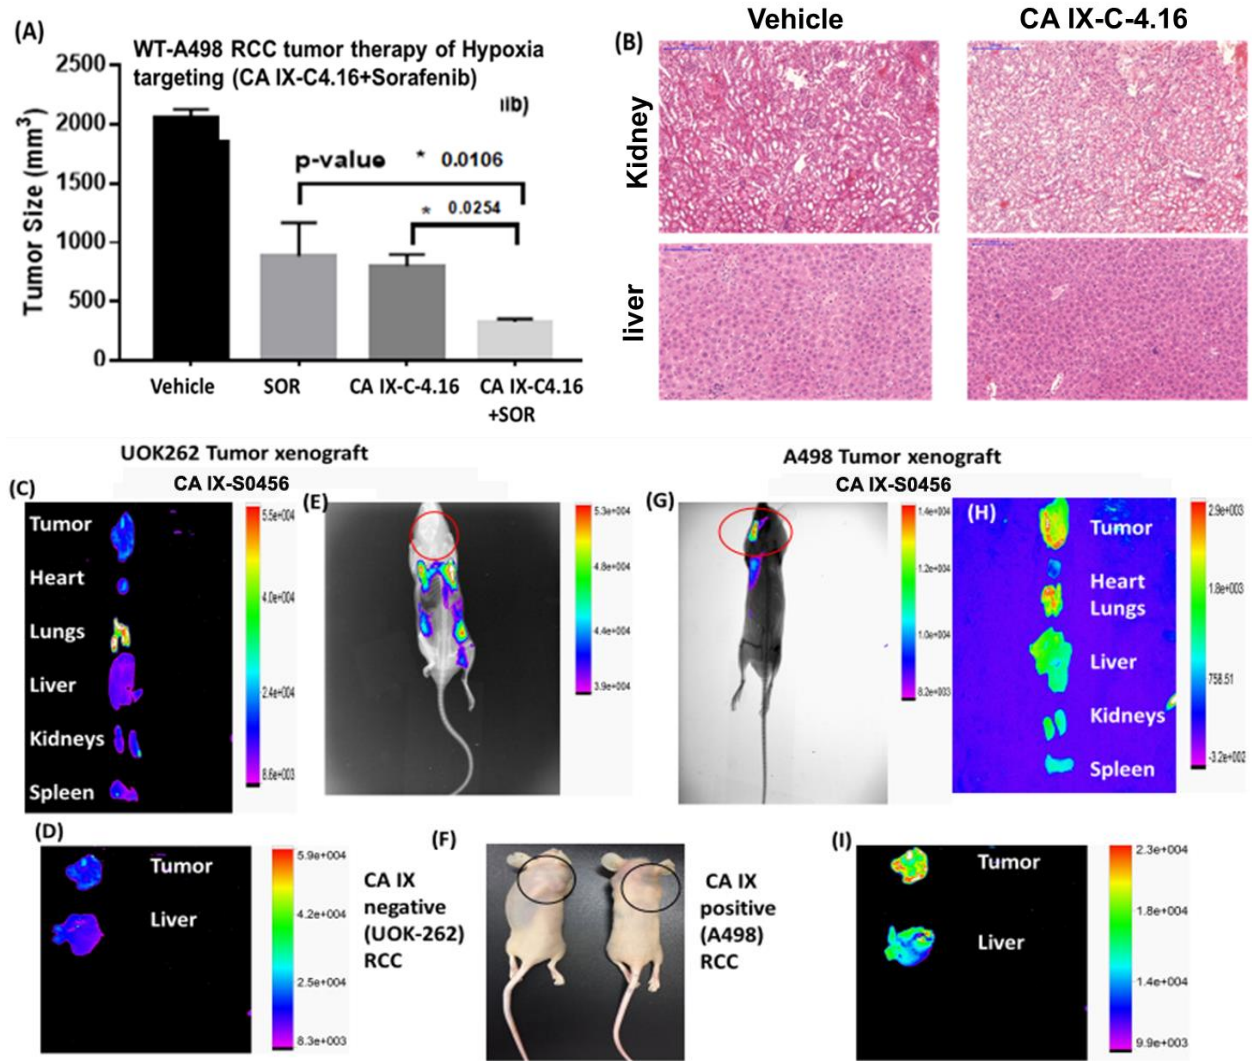 (A)
WT-A498 RCC tumor therapy of Hypoxia
targeting (CA IX-C4.16+Sorafenib)
ıib)
p-value * 0.0106
* 0.0254
Tumor Size (mm³)
2500
2000
1500
1000
500
0
Vehicle
SOR
CA IX-C-4.16
CA IX-C4.16
+SOR
(B)
Vehicle
CA IX-C-4.16
Kidney
liver
UOK262 Tumor xenograft
CA IX-S0456
(C)
Tumor
Heart
Lungs
Liver
Kidneys
Spleen
5.5e+004
4.0e+004
2.4e+004
8.6e+003
(E)
5.3e+004
4.8e+004
4.4e+004
3.9e+004
A498 Tumor xenograft
CA IX-S0456
(G)
1.4e+004
1.2e+004
1.0e+004
8.2e+003
(H)
Tumor
Heart
Lungs
Liver
Kidneys
Spleen
2.9e+003
1.8e+003
758.51
-3.2e+002
(D)
Tumor
Liver
5.9e+004
4.2e+004
2.5e+004
8.3e+003
(F)
CA IX
negative
(UOK-262)
RCC
CA IX
positive
(A498)
RCC
(I)
Tumor
Liver
2.3e+004
1.8e+004
1.4e+004
9.9e+003